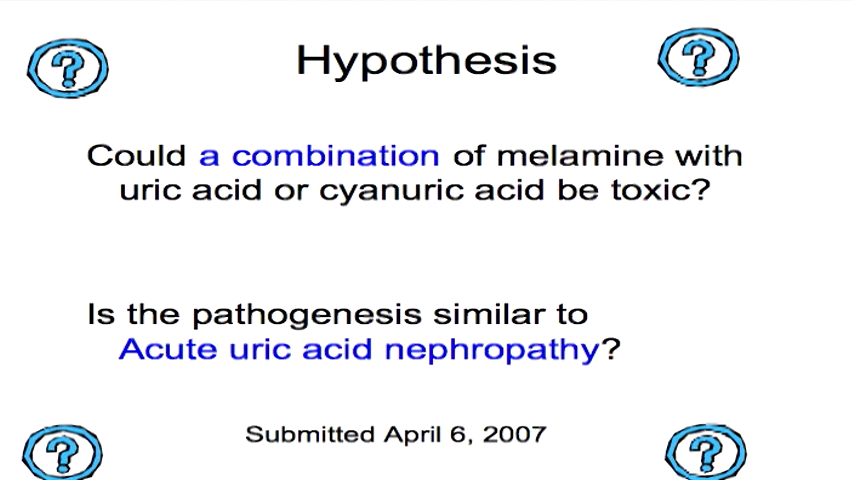 Hypothesis
Could a combination of melamine with
uric acid or cyanuric acid be toxic?
Is the pathogenesis similar to
Acute uric acid nephropathy?
Submitted April 6, 2007